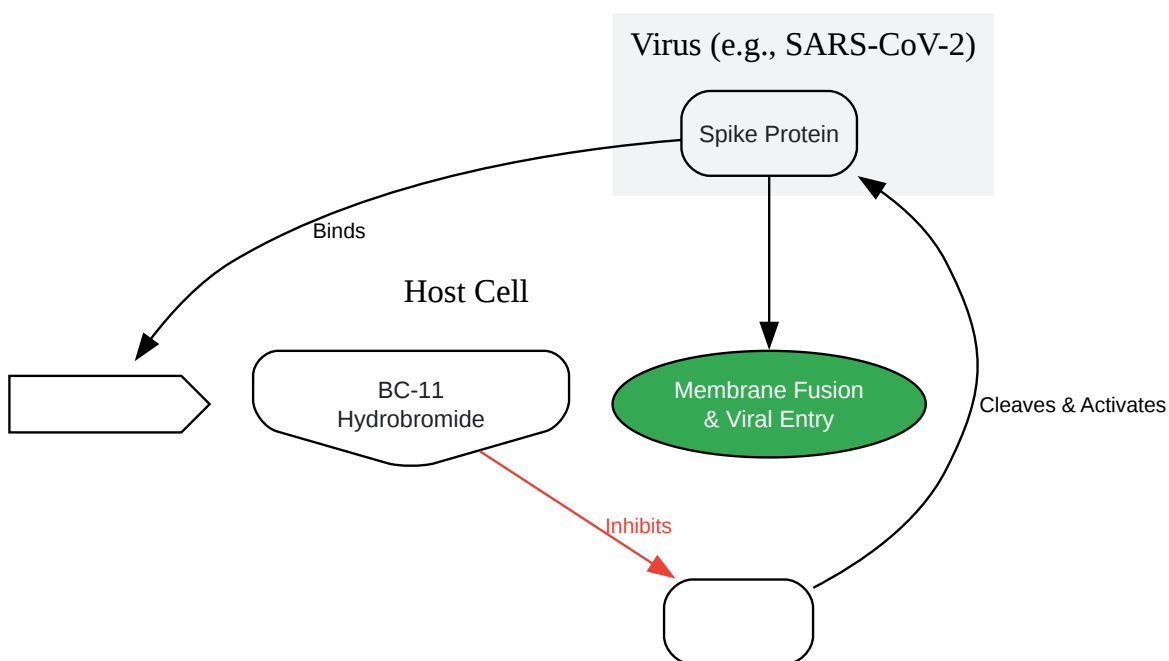 Virus (e.g., SARS-CoV-2)
Spike Protein
Binds
Host Cell
BC-11
Hydrobromide
Membrane Fusion
& Viral Entry
Cleaves & Activates
Inhibits